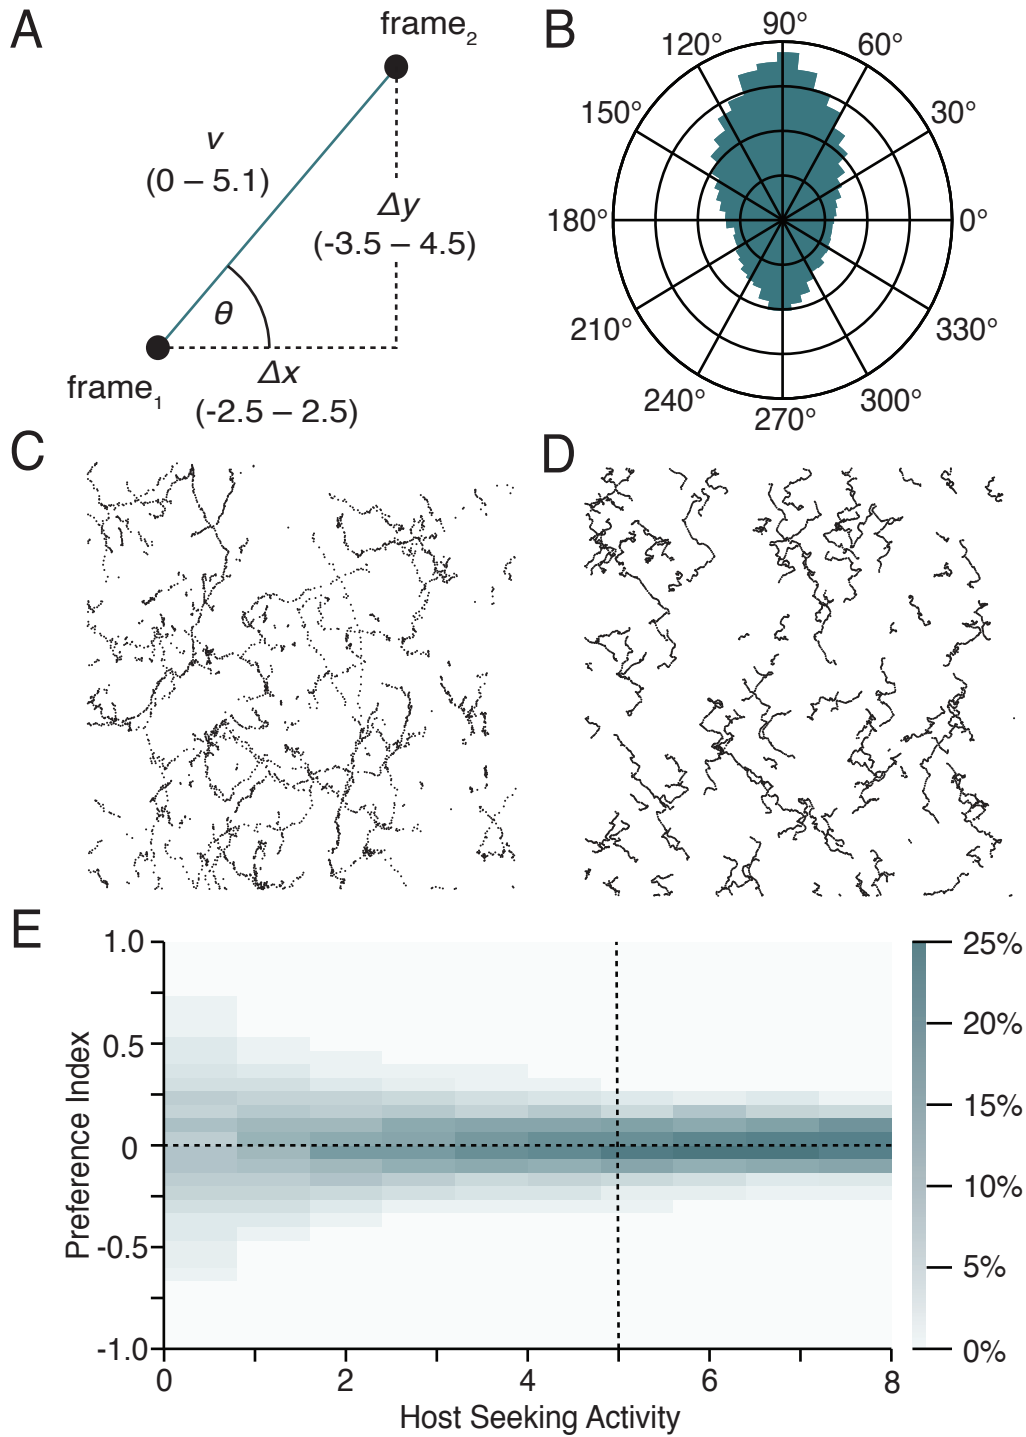 A
frame2
v
(0 – 5.1)
Δy
(-3.5 – 4.5)
θ
Δx
frame1
(-2.5 – 2.5)
B
90°
120°
60°
150°
30°
180°
0°
210°
330°
240°
300°
270°
C
D
E
1.0
0.5
0
-0.5
-1.0
Preference Index
0
2
4
6
8
Host Seeking Activity
25%
20%
15%
10%
5%
0%